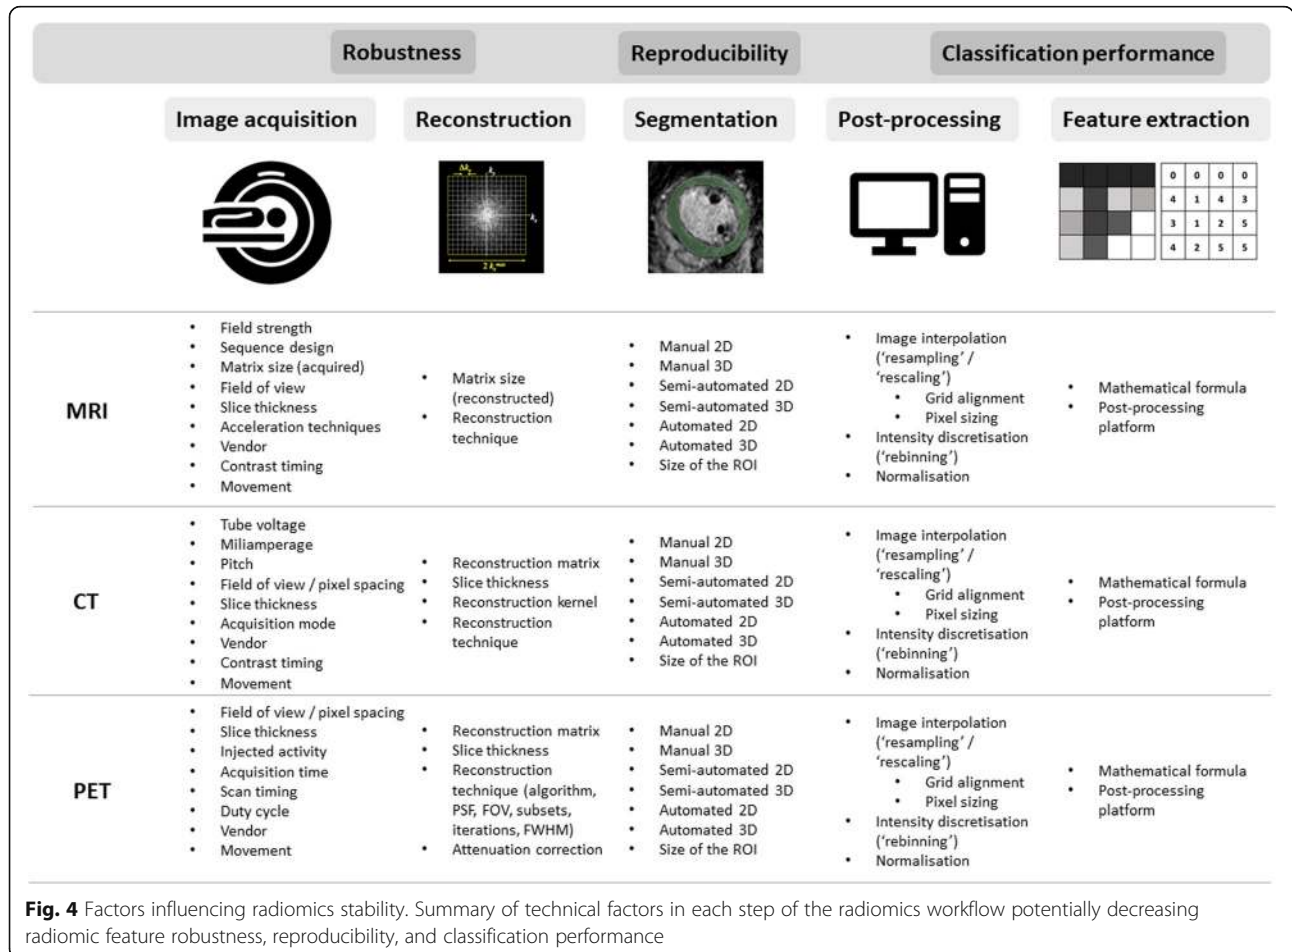 Robustness
Reproducibility
Classification performance
Image acquisition
Reconstruction
Segmentation
Post-processing
Feature extraction
0 0 0 0
4 1 4 3
3 1 2 5
4 2 5 5
MRI
• Field strength
• Sequence design
• Matrix size (acquired)
• Field of view
• Slice thickness
• Acceleration techniques
• Vendor
• Contrast timing
• Movement
• Matrix size
(reconstructed)
• Reconstruction
technique
• Manual 2D
• Manual 3D
• Semi-automated 2D
• Semi-automated 3D
• Automated 2D
• Automated 3D
• Size of the ROI
• Image interpolation
('resampling' /
'rescaling')
• Grid alignment
• Pixel sizing
• Intensity discretisation
('rebinning')
• Normalisation
• Mathematical formula
• Post-processing
platform
CT
• Tube voltage
• Miliamperage
• Pitch
• Field of view / pixel spacing
• Slice thickness
• Acquisition mode
• Vendor
• Contrast timing
• Movement
• Reconstruction matrix
• Slice thickness
• Reconstruction kernel
• Reconstruction
technique
• Manual 2D
• Manual 3D
• Semi-automated 2D
• Semi-automated 3D
• Automated 2D
• Automated 3D
• Size of the ROI
• Image interpolation
('resampling' /
'rescaling')
• Grid alignment
• Pixel sizing
• Intensity discretisation
('rebinning')
• Normalisation
• Mathematical formula
• Post-processing
platform
PET
• Field of view / pixel spacing
• Slice thickness
• Injected activity
• Acquisition time
• Scan timing
• Duty cycle
• Vendor
• Movement
• Reconstruction matrix
• Slice thickness
• Reconstruction
technique (algorithm,
PSF, FOV, subsets,
iterations, FWHM)
• Attenuation correction
• Manual 2D
• Manual 3D
• Semi-automated 2D
• Semi-automated 3D
• Automated 2D
• Automated 3D
• Size of the ROI
• Image interpolation
('resampling' /
'rescaling')
• Grid alignment
• Pixel sizing
• Intensity discretisation
('rebinning')
• Normalisation
• Mathematical formula
• Post-processing
platform
Fig. 4 Factors influencing radiomics stability. Summary of technical factors in each step of the radiomics workflow potentially decreasing
radiomic feature robustness, reproducibility, and classification performance